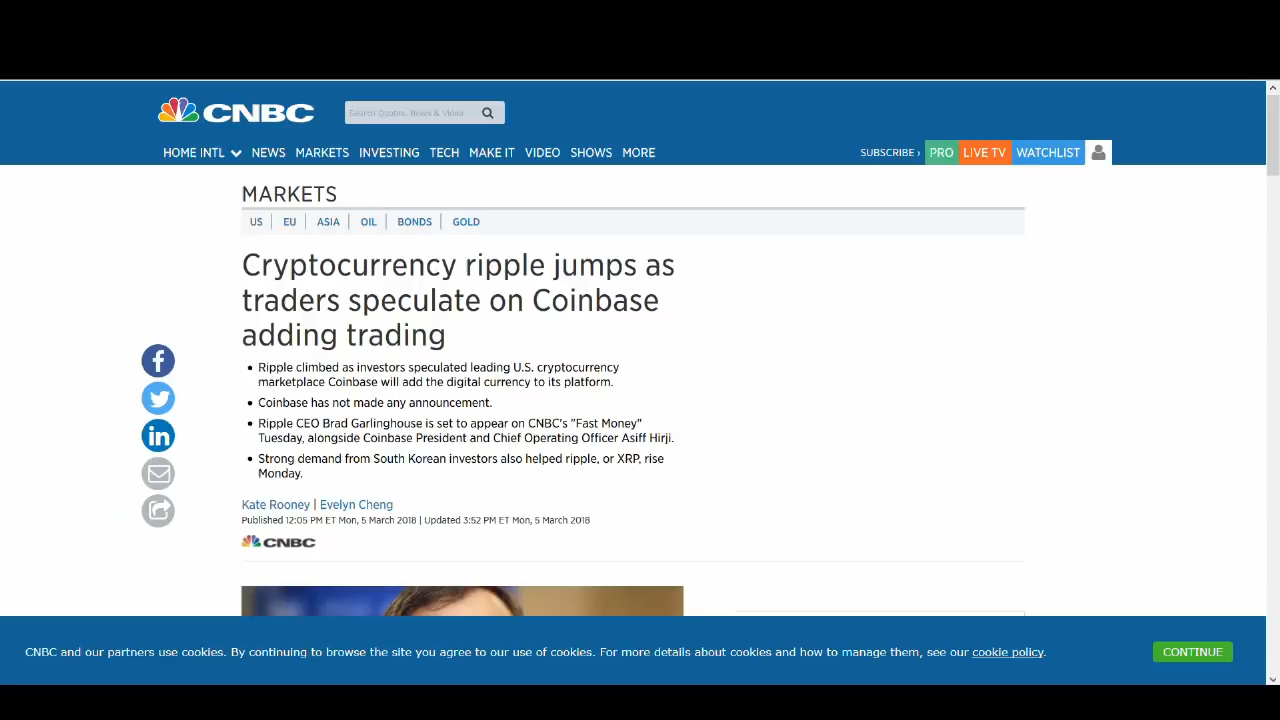 CNBC
Search Quotes, News & Video
HOME INTL NEWS MARKETS INVESTING TECH MAKE IT VIDEO SHOWS MORE SUBSCRIBE › PRO LIVE TV WATCHLIST
MARKETS
US EU ASIA OIL BONDS GOLD
Cryptocurrency ripple jumps as
traders speculate on Coinbase
adding trading
• Ripple climbed as investors speculated leading U.S. cryptocurrency
marketplace Coinbase will add the digital currency to its platform.
• Coinbase has not made any announcement.
• Ripple CEO Brad Garlinghouse is set to appear on CNBC's "Fast Money"
Tuesday, alongside Coinbase President and Chief Operating Officer Asiff Hirji.
• Strong demand from South Korean investors also helped ripple, or XRP, rise
Monday.
Kate Rooney | Evelyn Cheng
Published 12:05 PM ET Mon, 5 March 2018 | Updated 3:52 PM ET Mon, 5 March 2018
CNBC
CNBC and our partners use cookies. By continuing to browse the site you agree to our use of cookies. For more details about cookies and how to manage them, see our cookie policy. CONTINUE